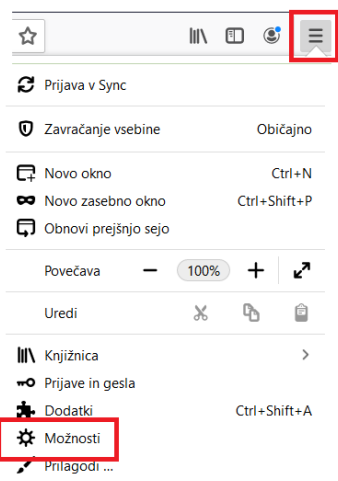 Prijava v Sync
Zavračanje vsebine Običajno
Novo okno Ctrl+N
Novo zasebno okno Ctrl+Shift+P
Obnovi prejšnjo sejo
Povečava 100%
Uredi
Knjižnica
Prijave in gesla
Dodatki Ctrl+Shift+A
Možnosti
Prilagodi ...